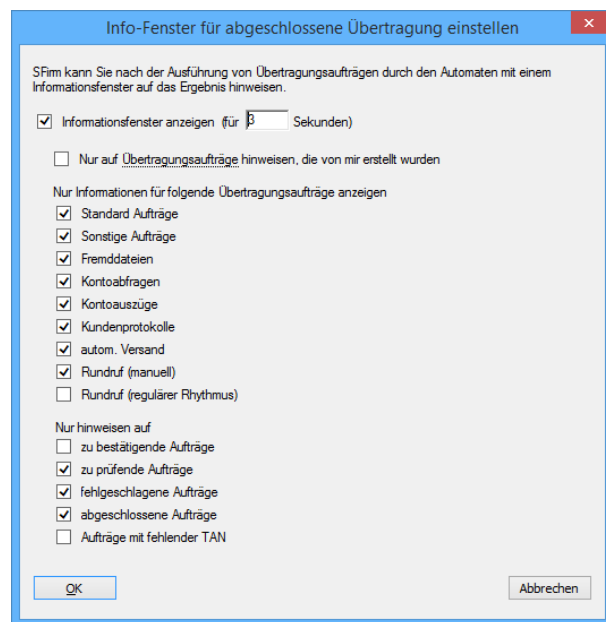 Info-Fenster für abgeschlossene Übertragung einstellen
SFirm kann Sie nach der Ausführung von Übertragungsaufträgen durch den Automaten mit einem
Informationsfenster auf das Ergebnis hinweisen.
Informationsfenster anzeigen (für 3 Sekunden)
Nur auf Übertragungsaufträge hinweisen, die von mir erstellt wurden
Nur Informationen für folgende Übertragungsaufträge anzeigen
Standard Aufträge
Sonstige Aufträge
Fremddateien
Kontoabfragen
Kontoauszüge
Kundenprotokolle
autom. Versand
Rundruf (manuell)
Rundruf (regulärer Rhythmus)
Nur hinweisen auf
zu bestätigende Aufträge
zu prüfende Aufträge
fehlgeschlagene Aufträge
abgeschlossene Aufträge
Aufträge mit fehlender TAN
OK Abbrechen